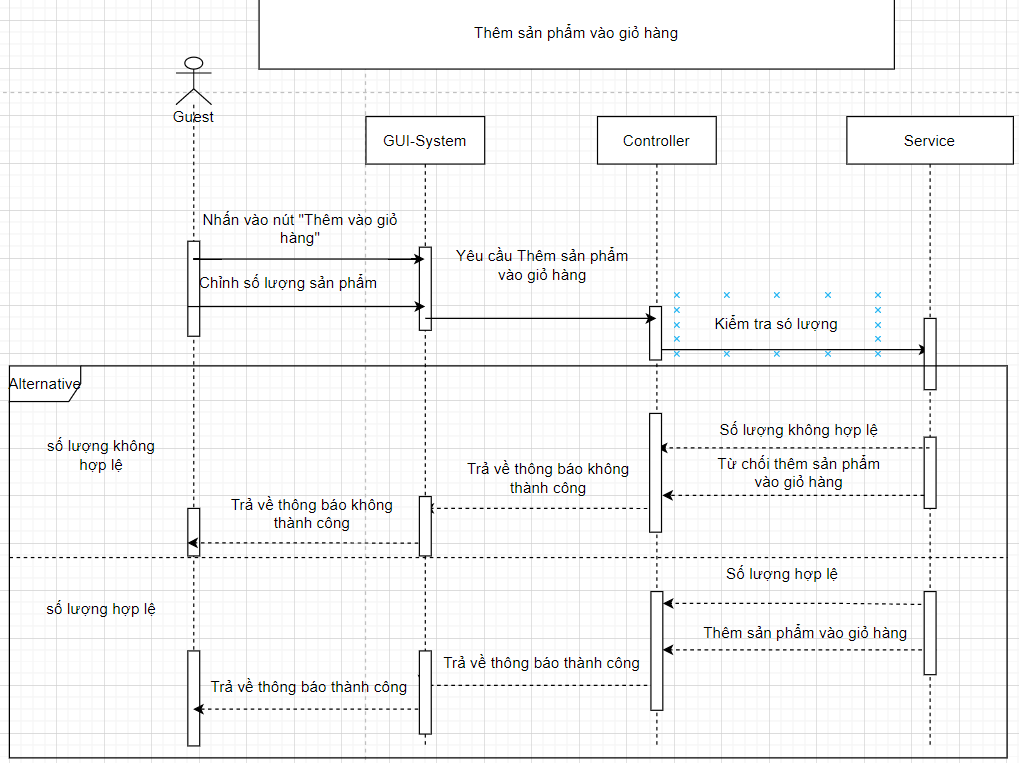 Thêm sản phẩm vào giỏ hàng
Guest
GUI-System
Controller
Service
Nhấn vào nút "Thêm vào giỏ
hàng"
Chỉnh số lượng sản phẩm
Yêu cầu Thêm sản phẩm
vào giỏ hàng
Kiểm tra só lượng
Alternative
số lượng không
hợp lệ
Số lượng không hợp lệ
Từ chối thêm sản phẩm
vào giỏ hàng
Trả về thông báo không
thành công
Trả về thông báo không
thành công
Số lượng hợp lệ
số lượng hợp lệ
Thêm sản phẩm vào giỏ hàng
Trả về thông báo thành công
Trả về thông báo thành công